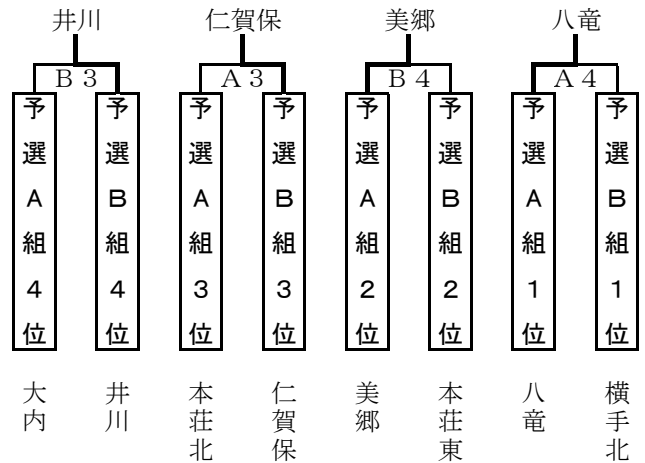 井川 仁賀保 美郷 八竜
B3 A3 B4 A4
予選A組4位
予選B組4位
予選A組3位
予選B組3位
予選A組2位
予選B組2位
予選A組1位
予選B組1位
大内
井川
本荘北
仁賀保
美郷
本荘東
八竜
横手北